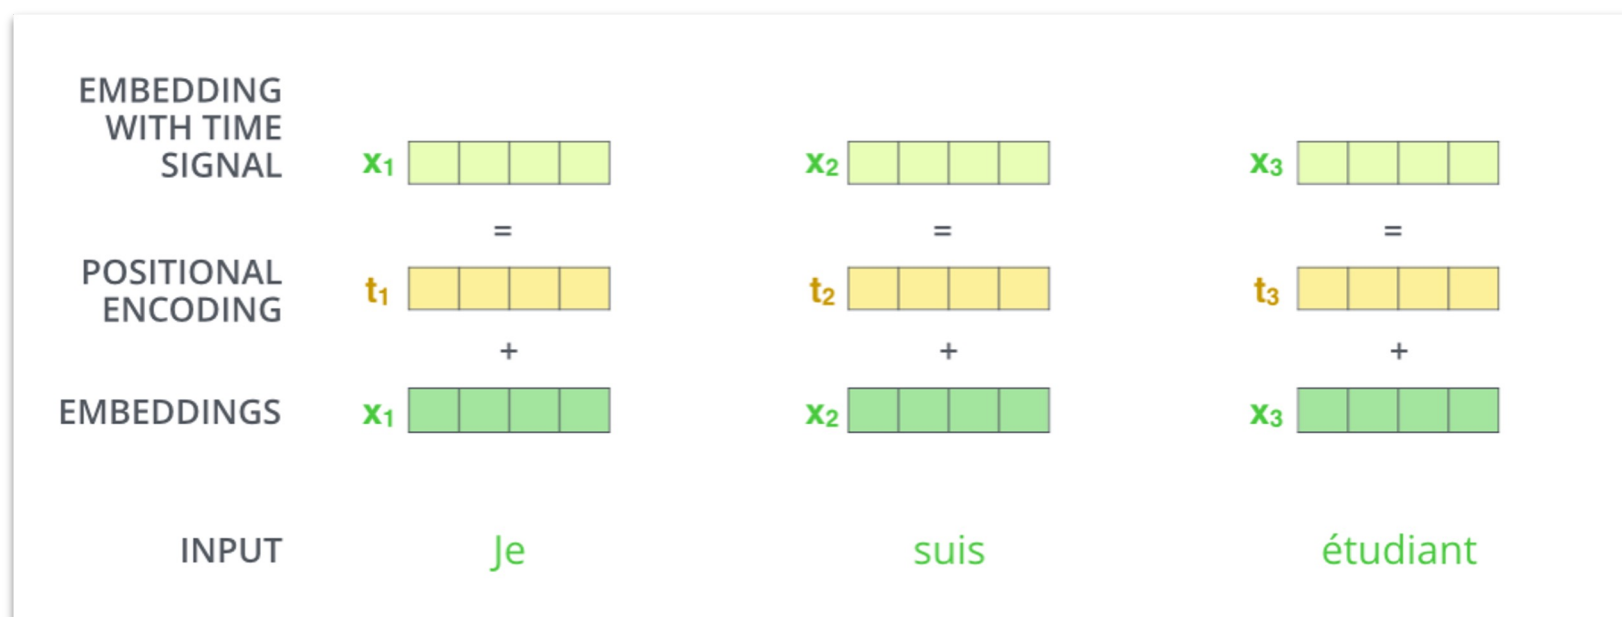 EMBEDDING
WITH TIME
SIGNAL
x₁ x₂ x₃
= = =
POSITIONAL
ENCODING
t₁ t₂ t₃
+ + +
EMBEDDINGS x₁ x₂ x₃
INPUT Je suis étudiant